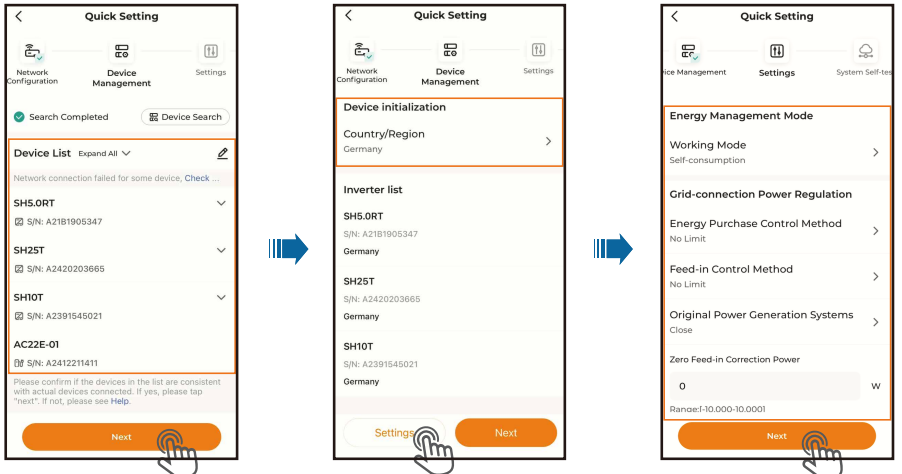 Quick Setting
Network Configuration
Device Management
Settings
Search Completed
Device Search
Device List Expand All
Network connection failed for some device, Check ...
SH5.0RT
S/N: A21B1905347
SH25T
S/N: A2420203665
SH10T
S/N: A2391545021
AC22E-01
S/N: A2412211411
Please confirm if the devices in the list are consistent
with actual devices connected. If yes, please tap
"next". If not, please see Help.
Next
Quick Setting
Network Configuration
Device Management
Settings
Device initialization
Country/Region
Germany
Inverter list
SH5.0RT
S/N: A21B1905347
Germany
SH25T
S/N: A2420203665
Germany
SH10T
S/N: A2391545021
Germany
Settings
Next
Quick Setting
ice Management
Settings
System Self-tes
Energy Management Mode
Working Mode
Self-consumption
Grid-connection Power Regulation
Energy Purchase Control Method
No Limit
Feed-in Control Method
No Limit
Original Power Generation Systems
Close
Zero Feed-in Correction Power
0 W
Range:[-10.000-10.000]
Next